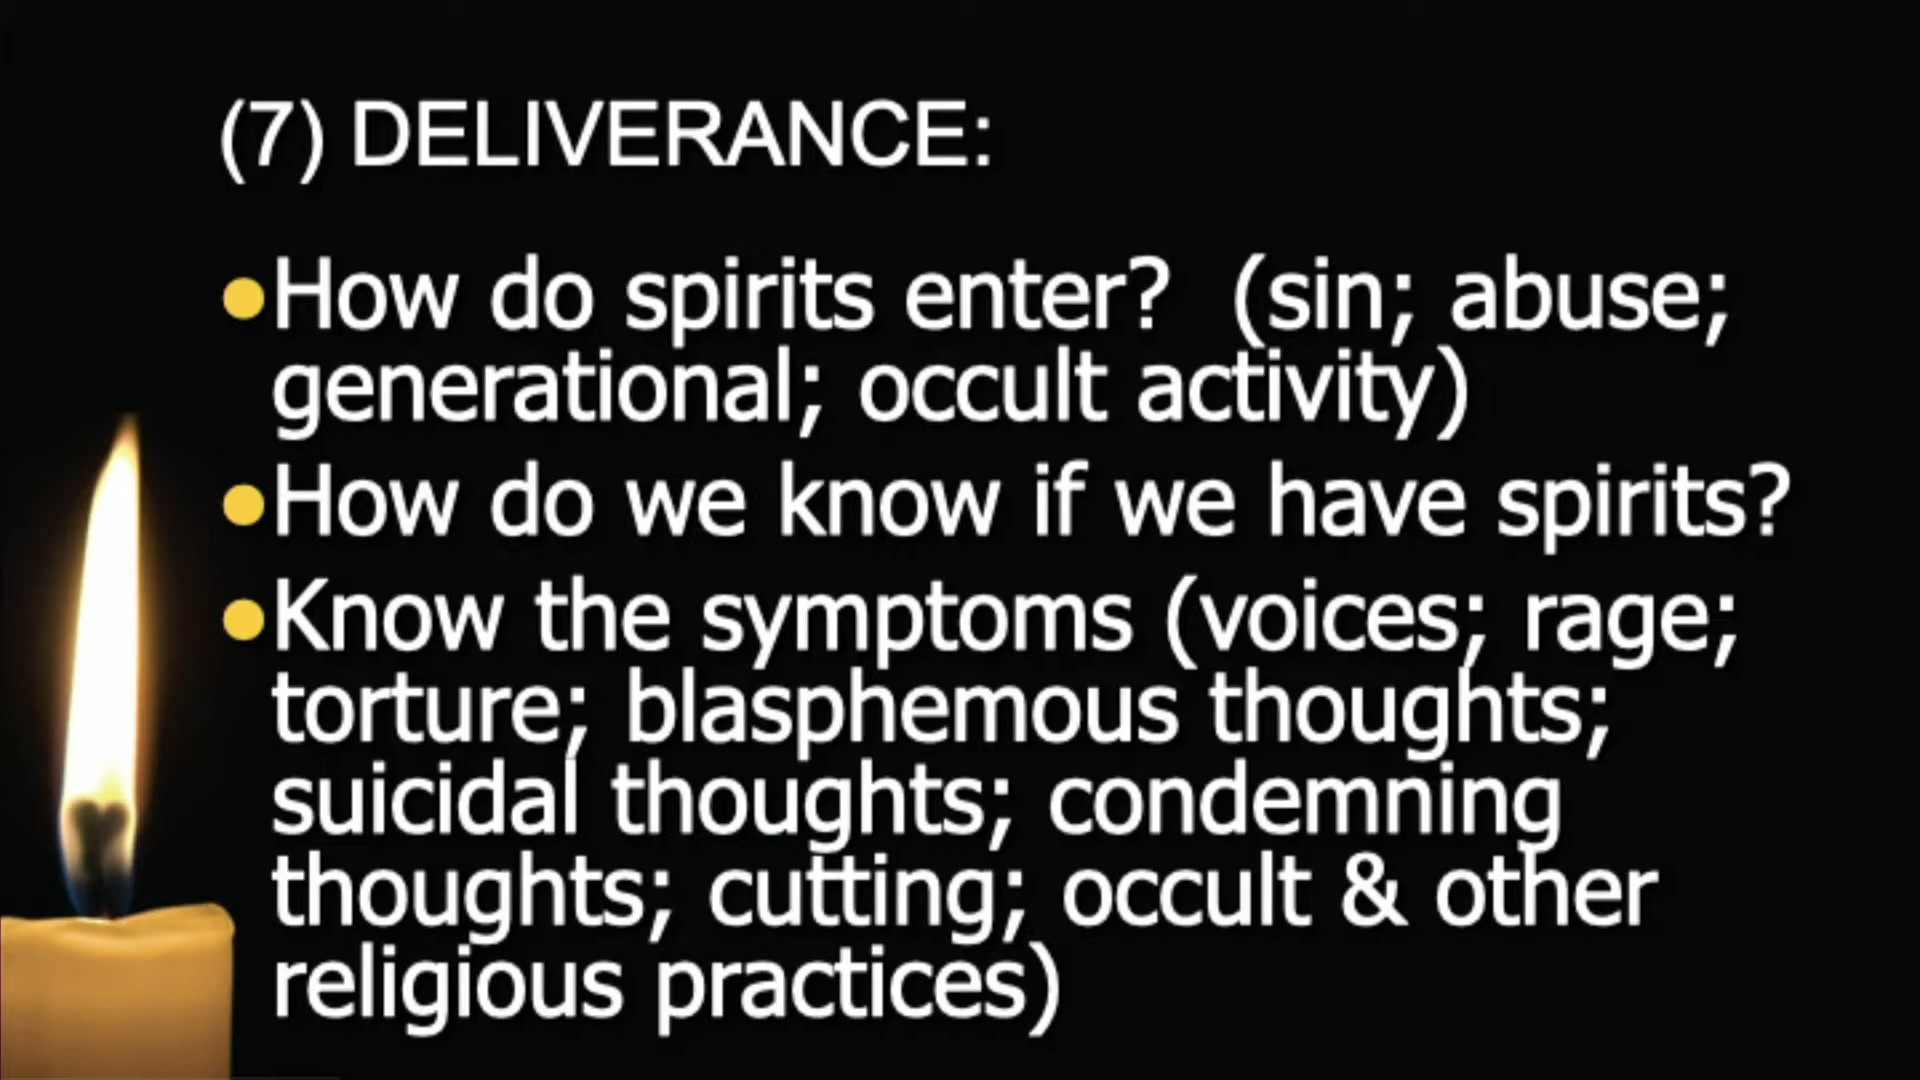 (7) DELIVERANCE:
●How do spirits enter?  (sin; abuse;
generational; occult activity)
●How do we know if we have spirits?
●Know the symptoms (voices; rage;
torture; blasphemous thoughts;
suicidal thoughts; condemning
thoughts; cutting; occult & other
religious practices)